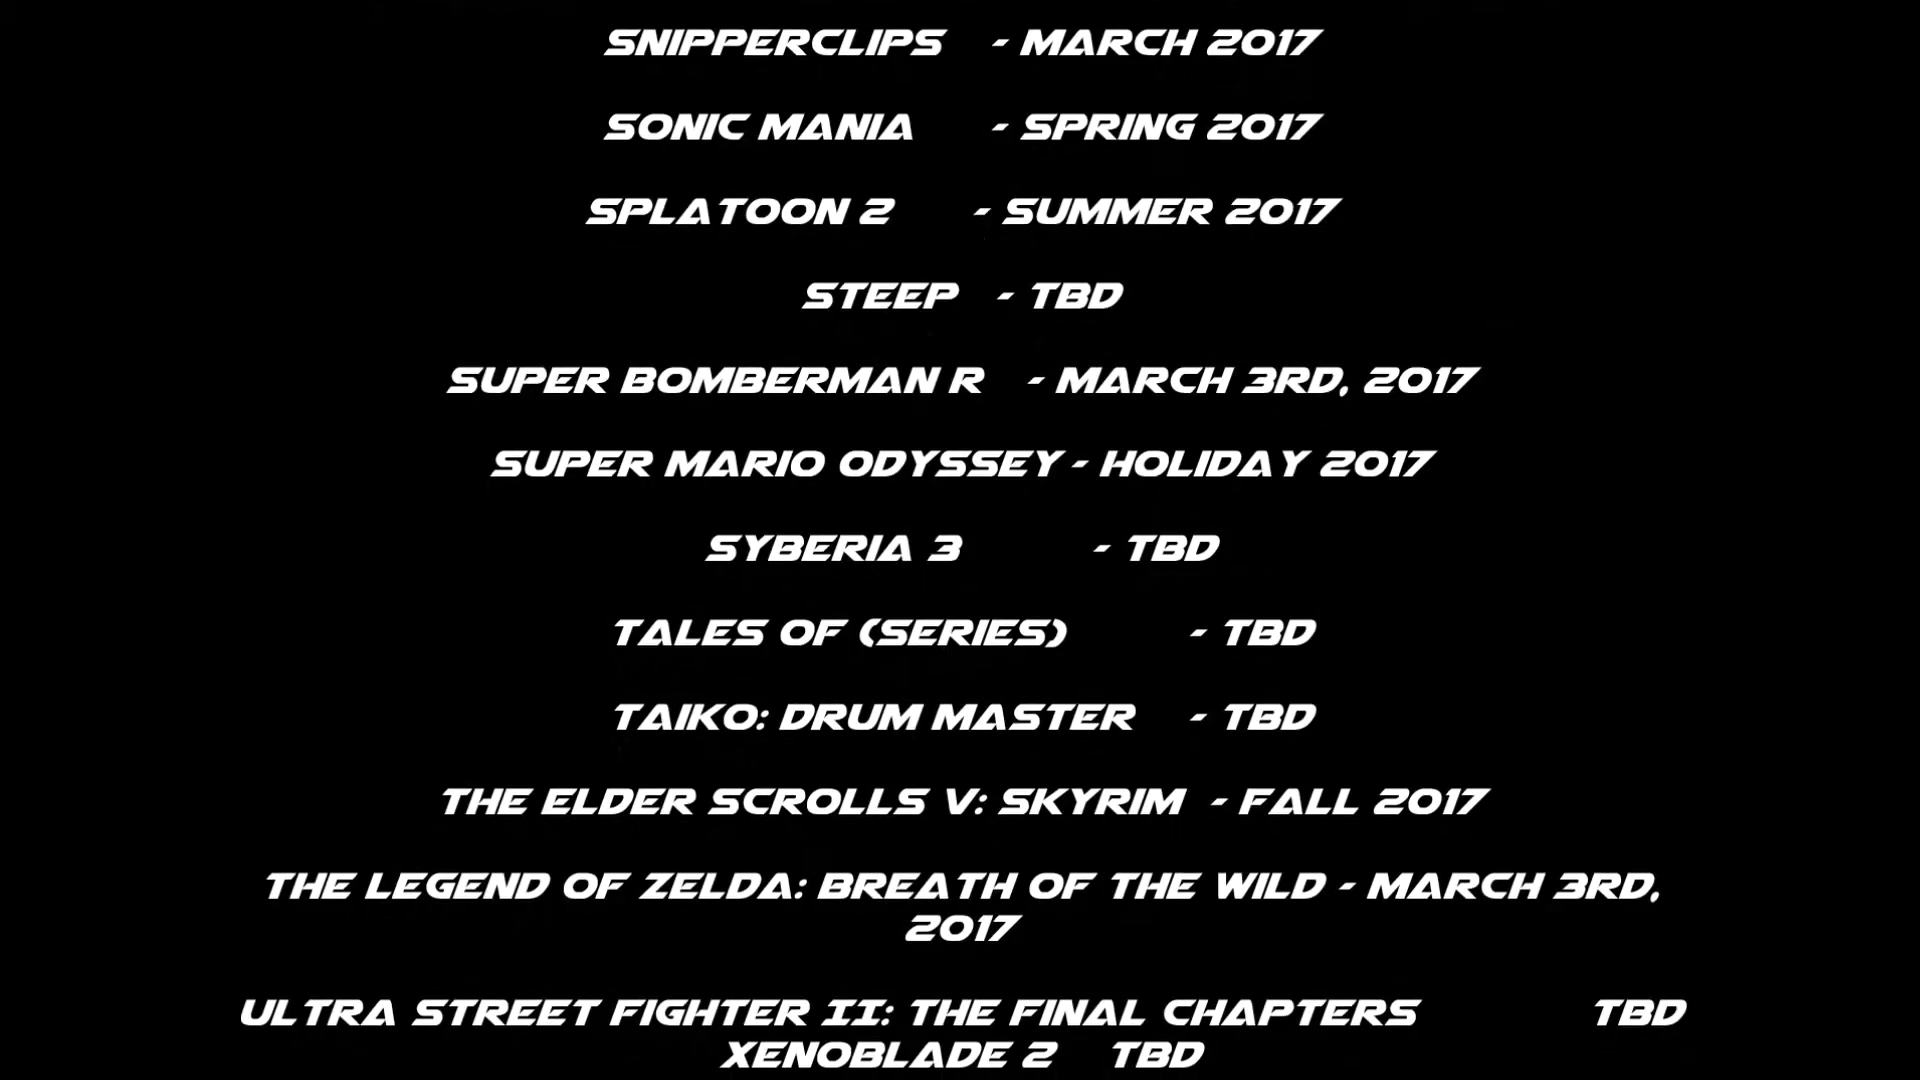 SNIPPERCLIPS - MARCH 2017
SONIC MANIA - SPRING 2017
SPLATOON 2 - SUMMER 2017
STEEP - TBD
SUPER BOMBERMAN R - MARCH 3RD, 2017
SUPER MARIO ODYSSEY - HOLIDAY 2017
SYBERIA 3 - TBD
TALES OF (SERIES) - TBD
TAIKO: DRUM MASTER - TBD
THE ELDER SCROLLS V: SKYRIM - FALL 2017
THE LEGEND OF ZELDA: BREATH OF THE WILD - MARCH 3RD,
2017
ULTRA STREET FIGHTER II: THE FINAL CHAPTERS TBD
XENOBLADE 2 TBD